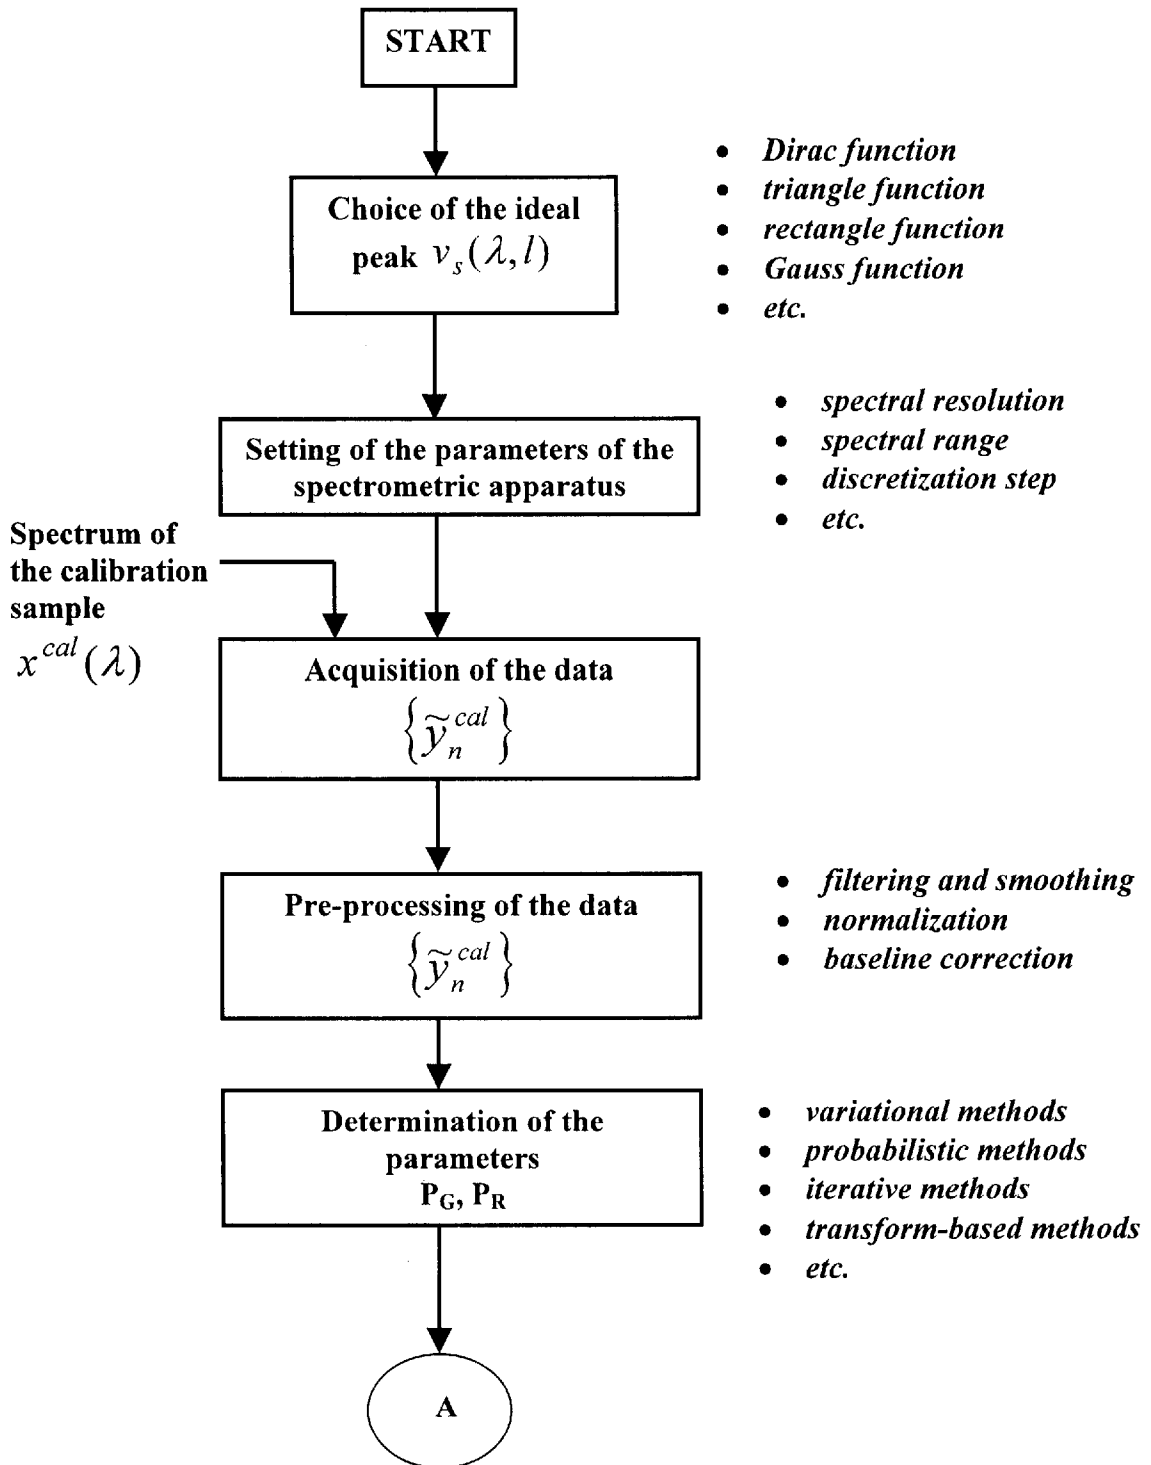 START
Choice of the ideal
peak v_s(λ, l)
• Dirac function
• triangle function
• rectangle function
• Gauss function
• etc.
Setting of the parameters of the
spectrometric apparatus
• spectral resolution
• spectral range
• discretization step
• etc.
Spectrum of
the calibration
sample
x^{cal}(λ)
Acquisition of the data
{ỹ_n^{cal}}
Pre-processing of the data
{ỹ_n^{cal}}
• filtering and smoothing
• normalization
• baseline correction
Determination of the
parameters
P_G, P_R
• variational methods
• probabilistic methods
• iterative methods
• transform-based methods
• etc.
A